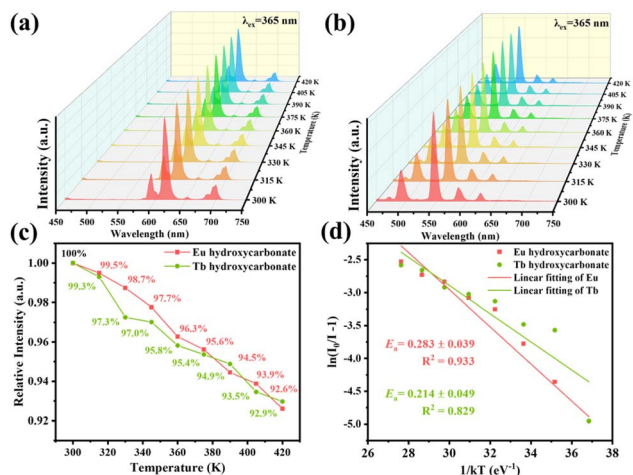 (a)
λex=365 nm
Intensity (a.u.)
420 K
405 K
390 K
375 K
360 K
345 K
330 K
315 K
300 K
Temperature (K)
450 500 550 600 650 700 750
Wavelength (nm)
(b)
λex=365 nm
Intensity (a.u.)
420 K
405 K
390 K
375 K
360 K
345 K
330 K
315 K
300 K
Temperature (K)
450 500 550 600 650 700 750
Wavelength (nm)
(c)
Relative Intensity (a.u.)
1.00
0.98
0.96
0.94
0.92
100%
Eu hydroxycarbonate
Tb hydroxycarbonate
99.5%
98.7%
97.7%
96.3%
95.6%
94.5%
93.9%
92.6%
99.3%
97.3%
97.0%
95.8%
95.4%
94.9%
93.5%
92.9%
300 320 340 360 380 400 420
Temperature (K)
(d)
ln(I0/I -1)
-2.5
-3.0
-3.5
-4.0
-4.5
-5.0
Eu hydroxycarbonate
Tb hydroxycarbonate
Linear fitting of Eu
Linear fitting of Tb
Ea = 0.283 ± 0.039
R² = 0.933
Ea = 0.214 ± 0.049
R² = 0.829
26 28 30 32 34 36 38
1/kT (eV⁻¹)